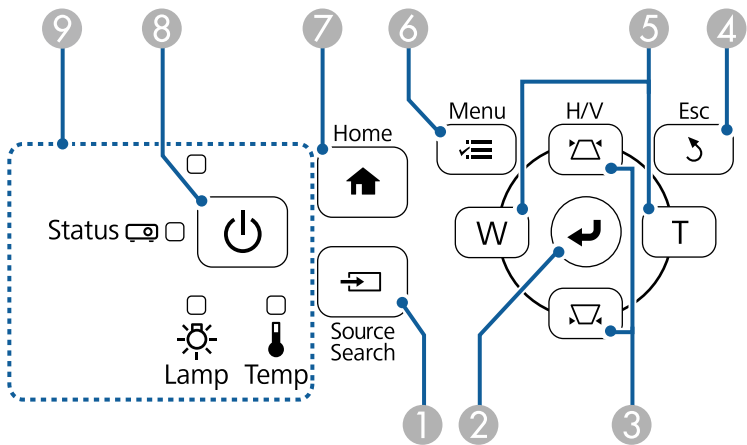 9 8 7 6 5 4
Menu H/V Esc
Home
W T
Status
Source
Search
Lamp Temp
1 2 3